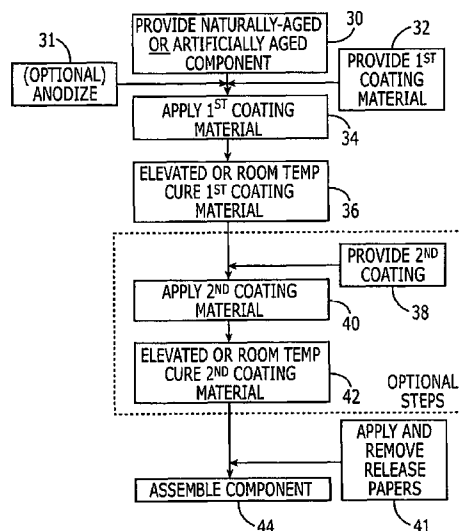 30
PROVIDE NATURALLY-AGED
OR ARTIFICIALLY AGED
COMPONENT
31
(OPTIONAL)
ANODIZE
32
PROVIDE 1ST
COATING
MATERIAL
APPLY 1ST COATING
MATERIAL
34
ELEVATED OR ROOM TEMP
CURE 1ST COATING
MATERIAL
36
PROVIDE 2ND
COATING
38
APPLY 2ND COATING
MATERIAL
40
ELEVATED OR ROOM TEMP
CURE 2ND COATING
MATERIAL
42
OPTIONAL
STEPS
APPLY AND
REMOVE
RELEASE
PAPERS
41
ASSEMBLE COMPONENT
44